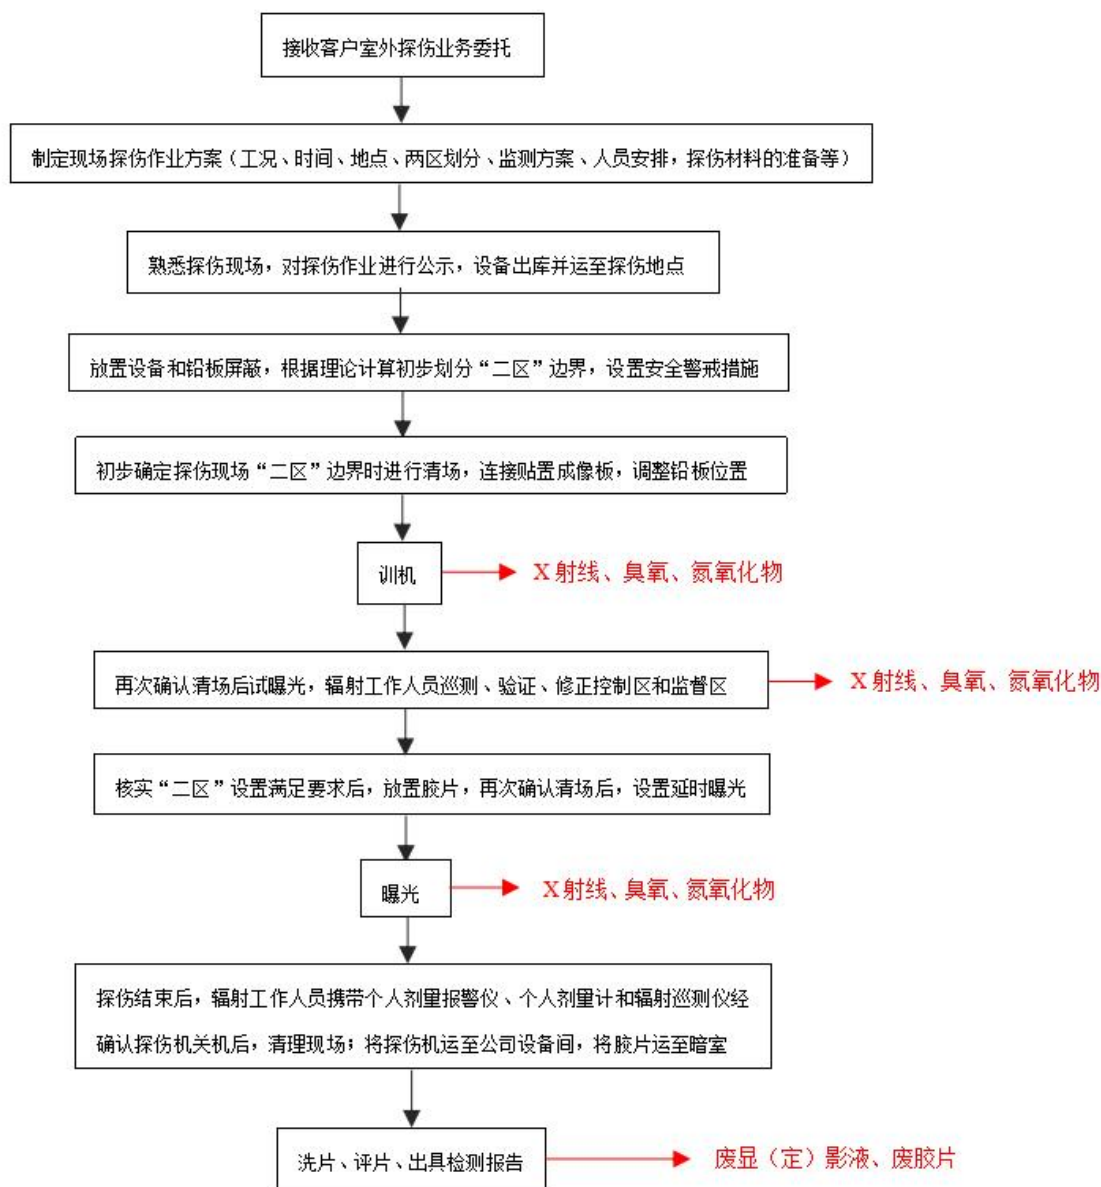 接收客户室外探伤业务委托
制定现场探伤作业方案（工况、时间、地点、两区划分、监测方案、人员安排，探伤材料的准备等）
熟悉探伤现场，对探伤作业进行公示，设备出库并运至探伤地点
放置设备和铅板屏蔽，根据理论计算初步划分“二区”边界，设置安全警戒措施
初步确定探伤现场“二区”边界时进行清场，连接贴置成像板，调整铅板位置
训机
X 射线、臭氧、氮氧化物
再次确认清场后试曝光，辐射工作人员巡测、验证、修正控制区和监督区
X 射线、臭氧、氮氧化物
核实“二区”设置满足要求后，放置胶片，再次确认清场后，设置延时曝光
曝光
X 射线、臭氧、氮氧化物
探伤结束后，辐射工作人员携带个人剂量报警仪、个人剂量计和辐射巡测仪经
确认探伤机关机后，清理现场；将探伤机运至公司设备间，将胶片运至暗室
洗片、评片、出具检测报告
废显（定）影液、废胶片